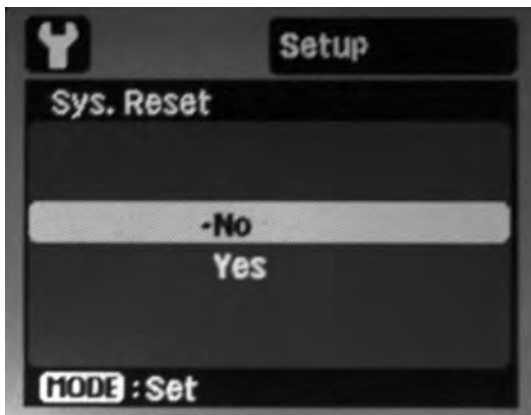 Setup
Sys. Reset
-No
Yes
MODE :Set